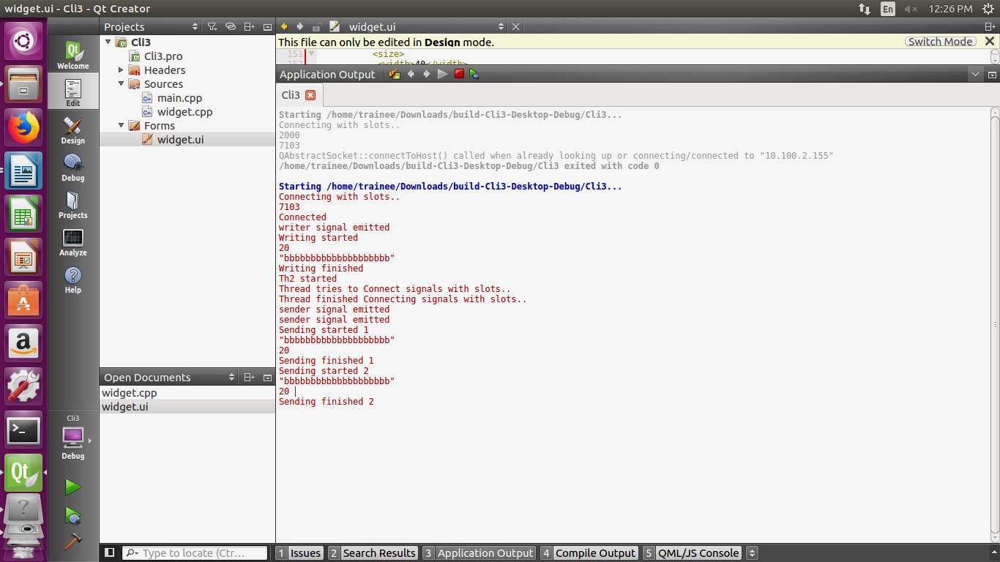 widget.ui - Cli3 - Qt Creator
En
12:26 PM
Projects
widget.ui
This file can only be edited in Design mode.
Switch Mode
Cli3
Cli3.pro
Headers
Sources
main.cpp
widget.cpp
Forms
widget.ui
151
<size>
<width>40</width>
Application Output
Cli3
Welcome
Edit
Design
Debug
Projects
Analyze
Help
Cli3
Debug
Starting /home/trainee/Downloads/build-Cli3-Desktop-Debug/Cli3...
Connecting with slots..
2000
7103
QAbstractSocket::connectToHost() called when already looking up or connecting/connected to "10.100.2.155"
/home/trainee/Downloads/build-Cli3-Desktop-Debug/Cli3 exited with code 0
Starting /home/trainee/Downloads/build-Cli3-Desktop-Debug/Cli3...
Connecting with slots..
7103
Connected
writer signal emitted
Writing started
20
"bbbbbbbbbbbbbbbbbbbb"
Writing finished
Th2 started
Thread tries to Connect signals with slots..
Thread finished Connecting signals with slots..
sender signal emitted
sender signal emitted
Sending started 1
"bbbbbbbbbbbbbbbbbbbb"
20
Sending finished 1
Sending started 2
"bbbbbbbbbbbbbbbbbbbb"
20
Sending finished 2
Open Documents
widget.cpp
widget.ui
Type to locate (Ctr...
1 Issues
2 Search Results
3 Application Output
4 Compile Output
5 QML/JS Console